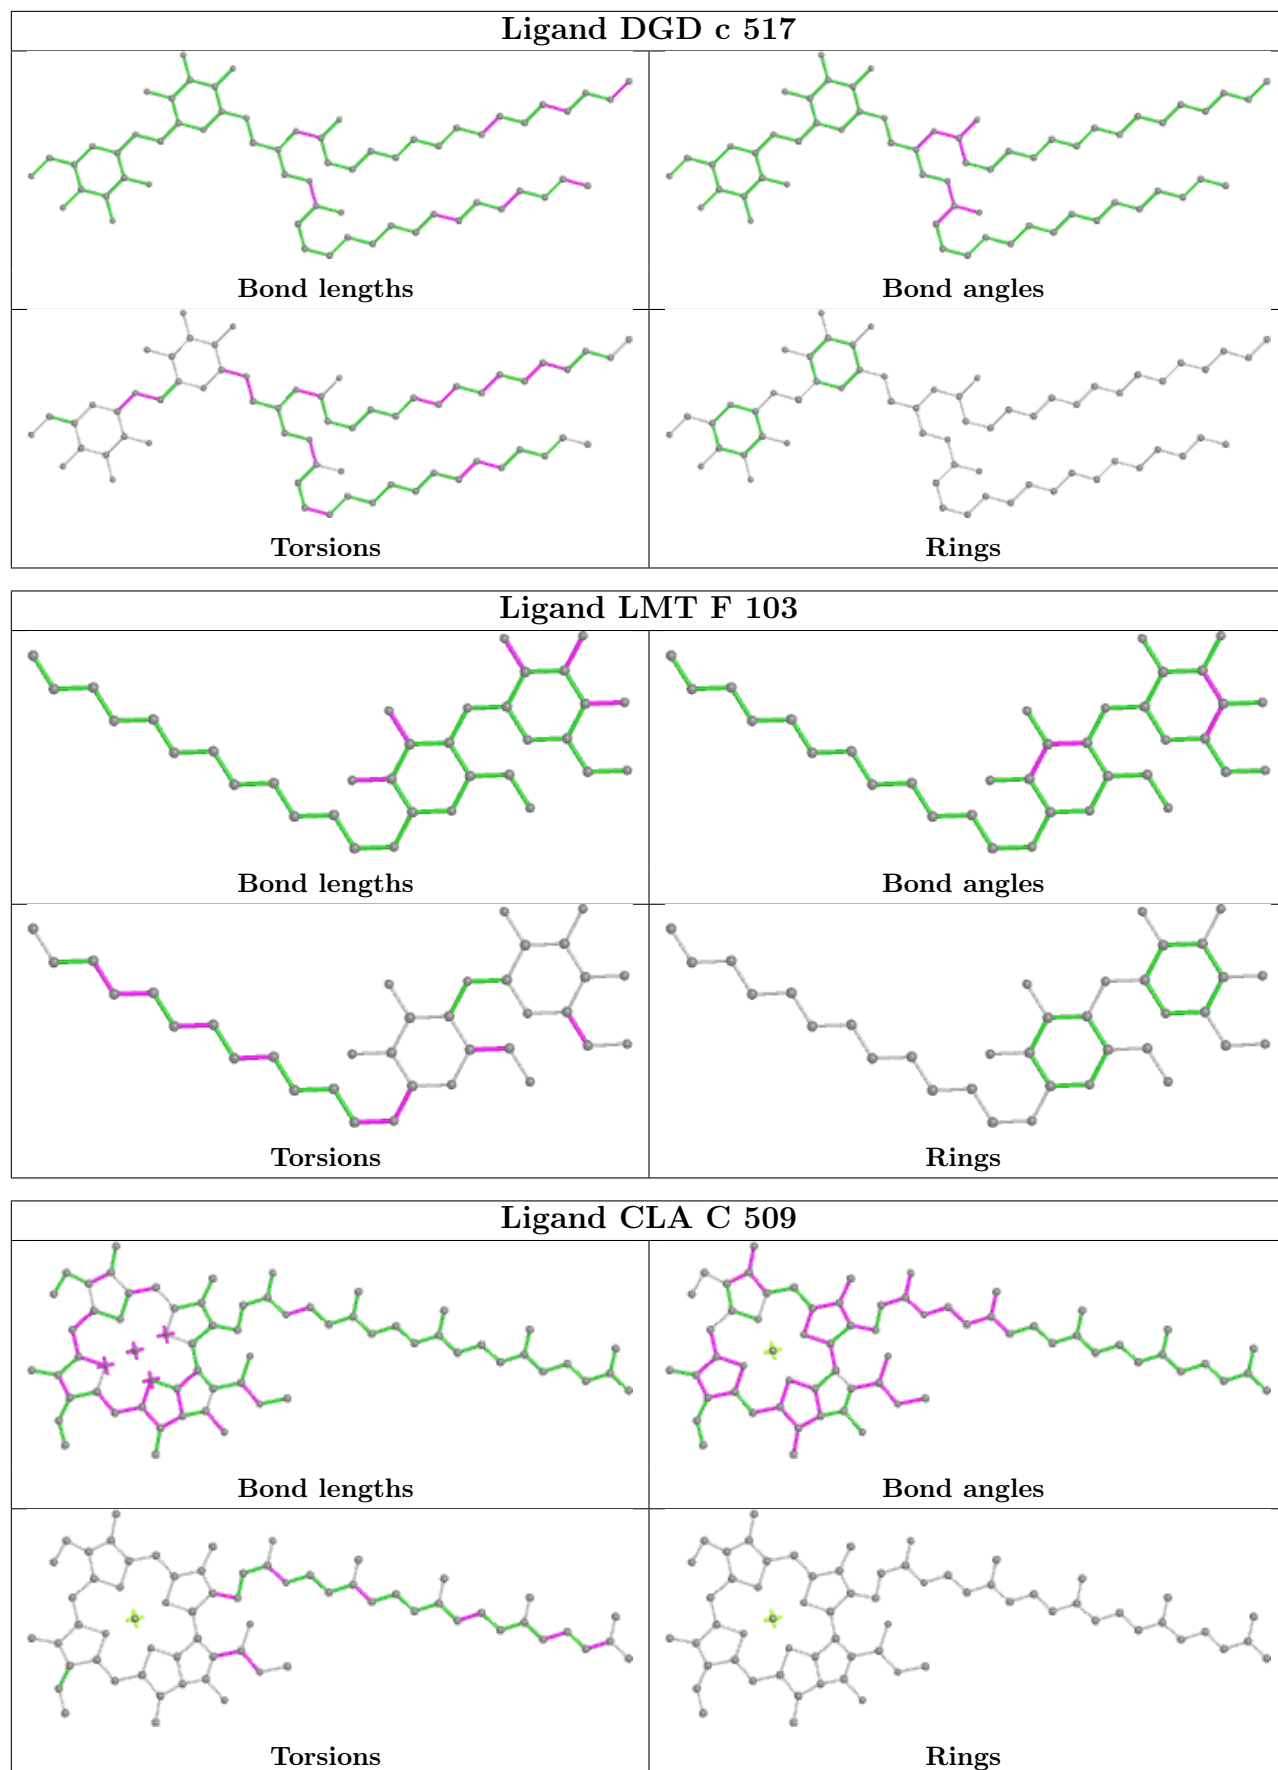 Ligand DGD c 517
Bond lengths
Bond angles
Torsions
Rings
Ligand LMT F 103
Bond lengths
Bond angles
Torsions
Rings
Ligand CLA C 509
Bond lengths
Bond angles
Torsions
Rings